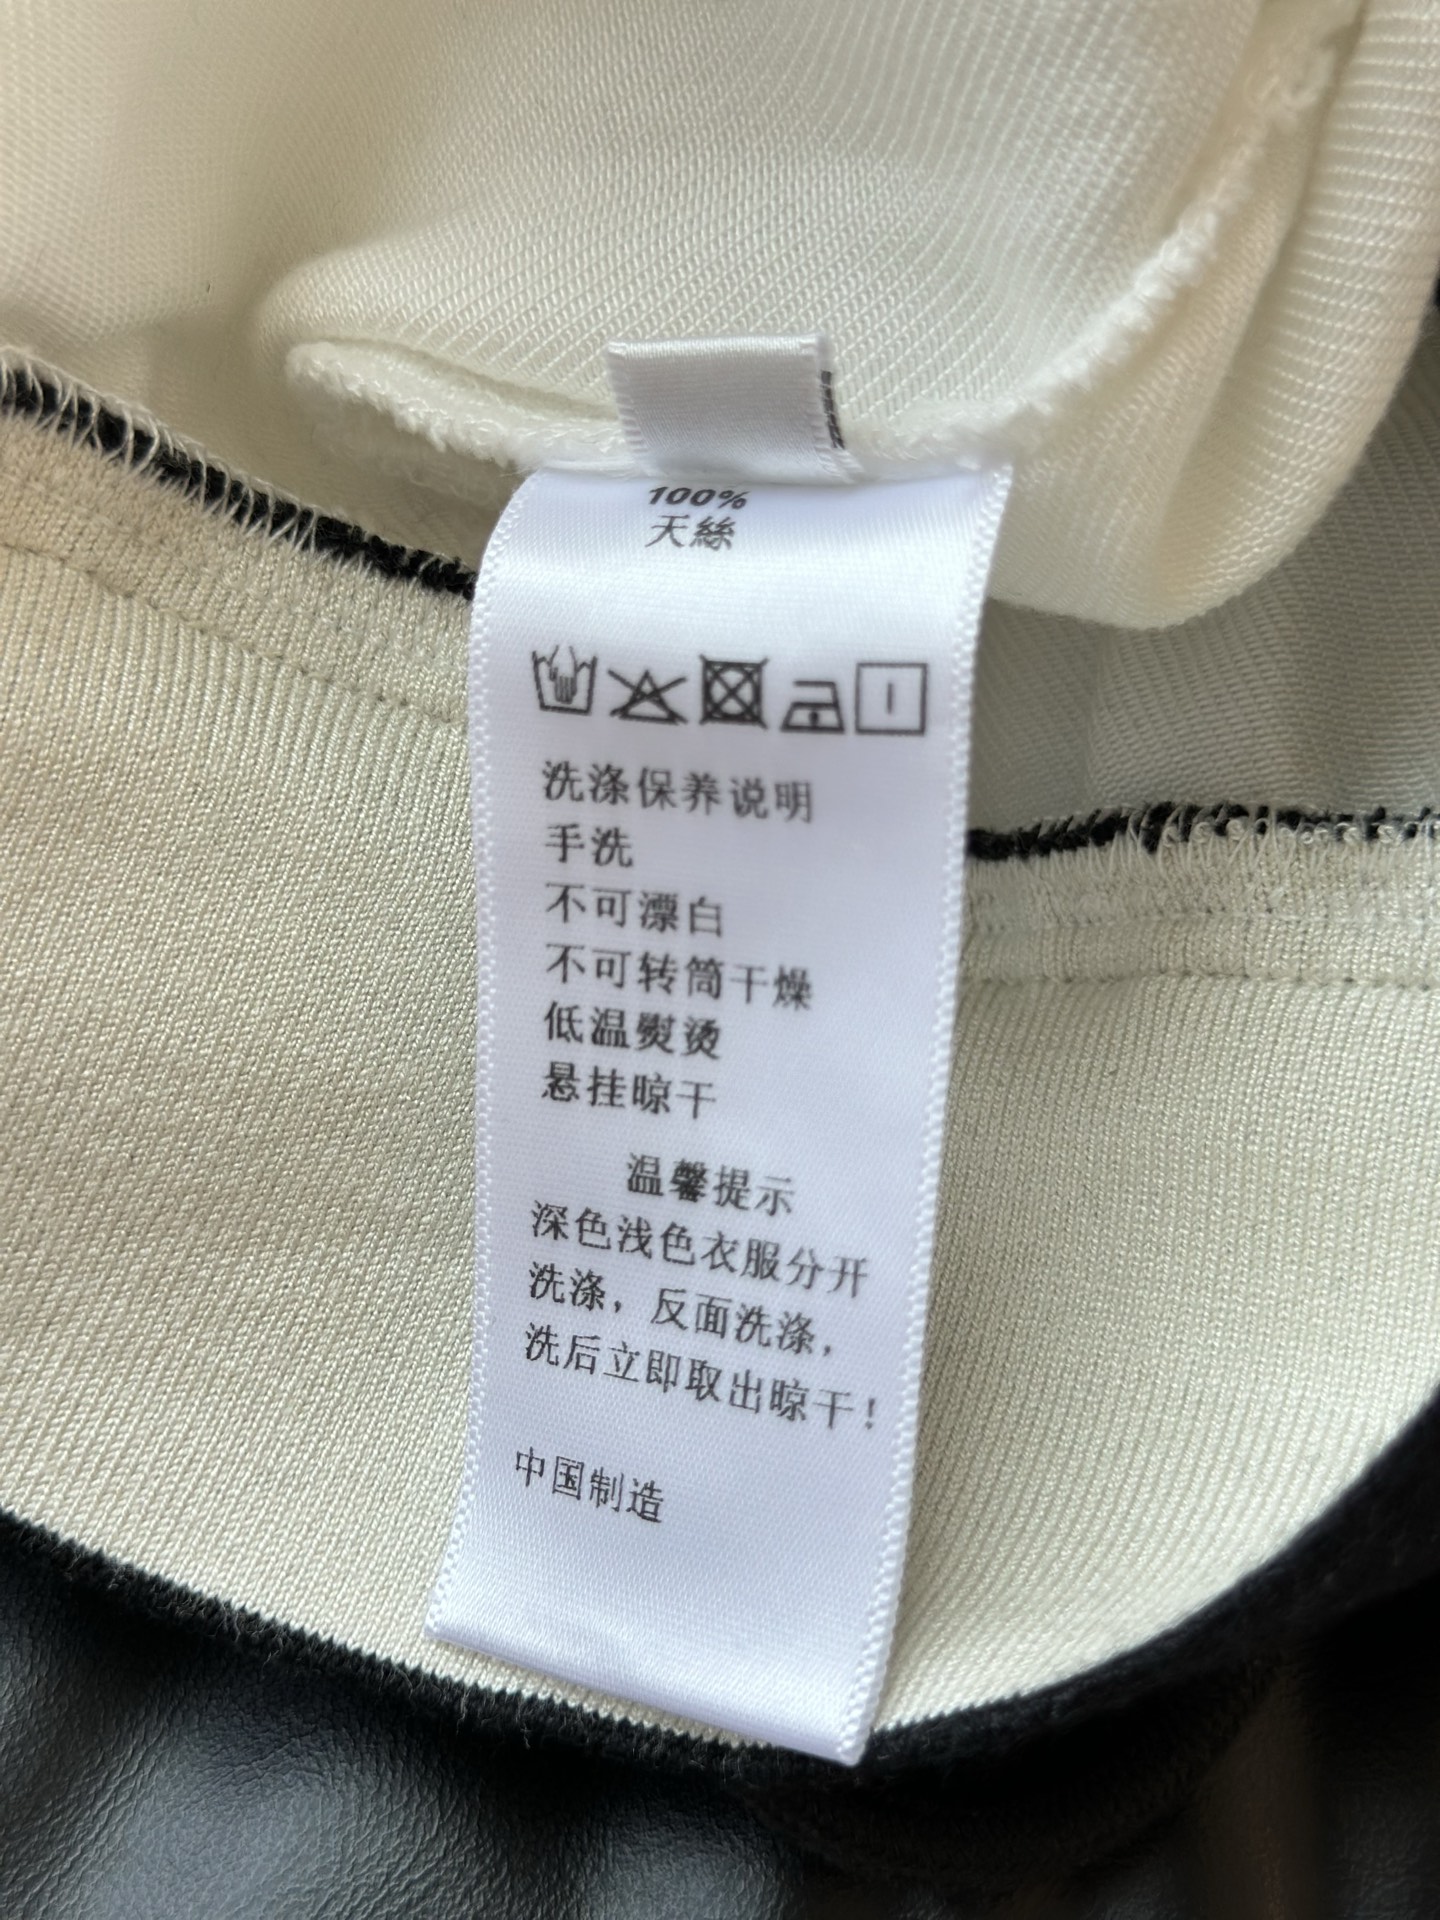 100%
天絲
洗涤保养说明
手洗
不可漂白
不可转筒干燥
低温熨烫
悬挂晾干
温馨提示
深色浅色衣服分开
洗涤，反面洗涤，
洗后立即取出晾干！
中国制造